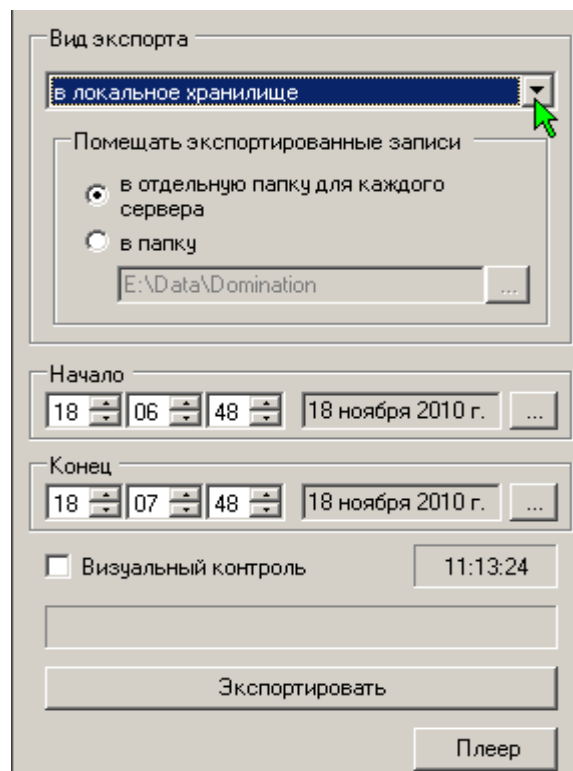 Вид экспорта
в локальное хранилище
Помещать экспортированные записи
в отдельную папку для каждого
сервера
в папку
E:\Data\Domination ...
Начало
18 06 48 18 ноября 2010 г. ...
Конец
18 07 48 18 ноября 2010 г. ...
Визуальный контроль 11:13:24
Экспортировать
Плеер